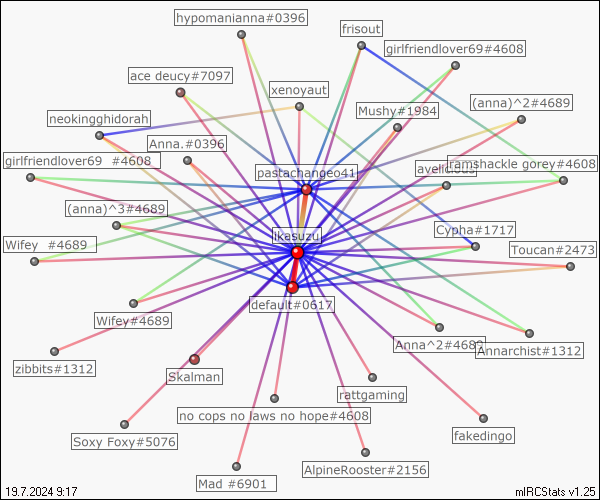 hypomanianna#0396
frisout
girlfriendlover69#4608
ace deucy#7097
xenoyaut
(anna)^2#4689
Mushy#1984
neokingghidorah
Anna.#0396
girlfriendlover69 #4608
pastachangeo41
avelicious
ramshackle gorey#4608
(anna)^3#4689
Ikasuzu
Cypha#1717
Wifey #4689
Toucan#2473
default#0617
Wifey#4689
Anna^2#4689
Annarchist#1312
zibbits#1312
Skalman
rattgaming
no cops no laws no hope#4608
Soxy Foxy#5076
fakedingo
Mad #6901
AlpineRooster#2156
19.7.2024 9:17
mIRCStats v1.25